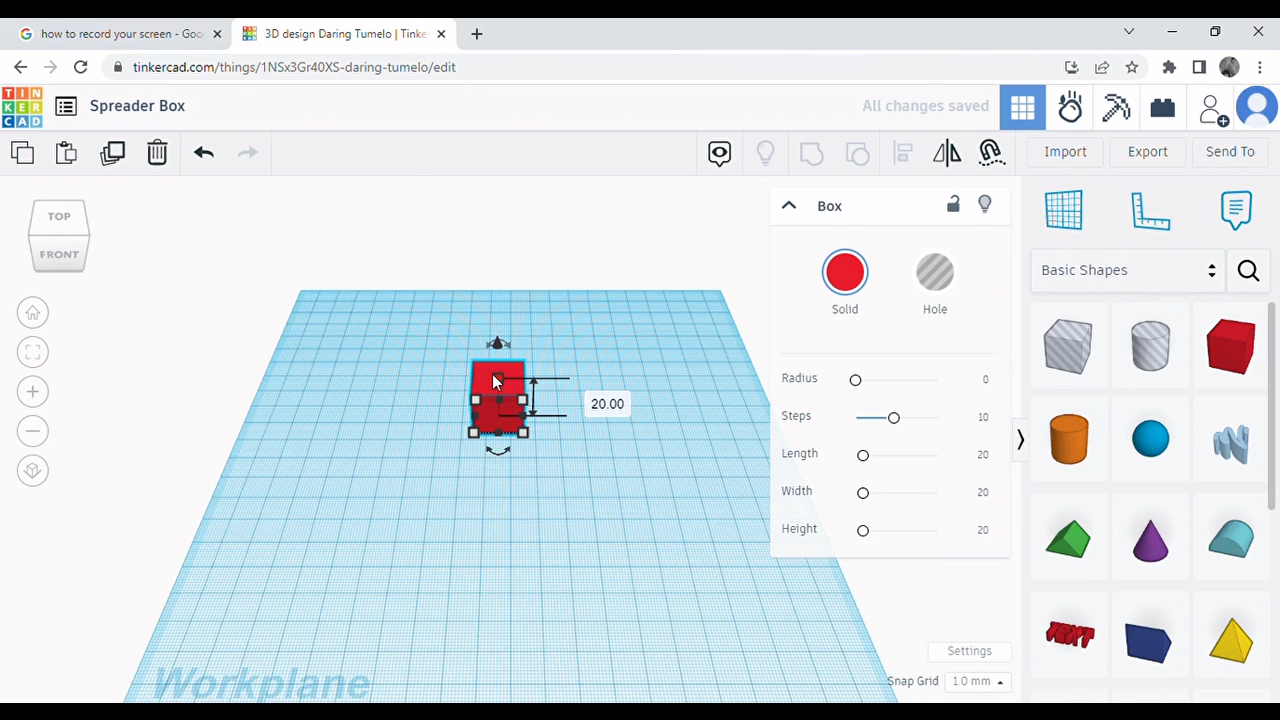 how to record your screen - Goo
3D design Daring Tumelo | Tinke
tinkercad.com/things/1NSx3Gr40XS-daring-tumelo/edit
TIN
KER
CAD
Spreader Box
All changes saved
Import
Export
Send To
TOP
FRONT
Box
Solid
Hole
Radius 0
Steps 10
Length 20
Width 20
Height 20
20.00
Basic Shapes
TEXT
Workplane
Settings
Snap Grid 1.0 mm